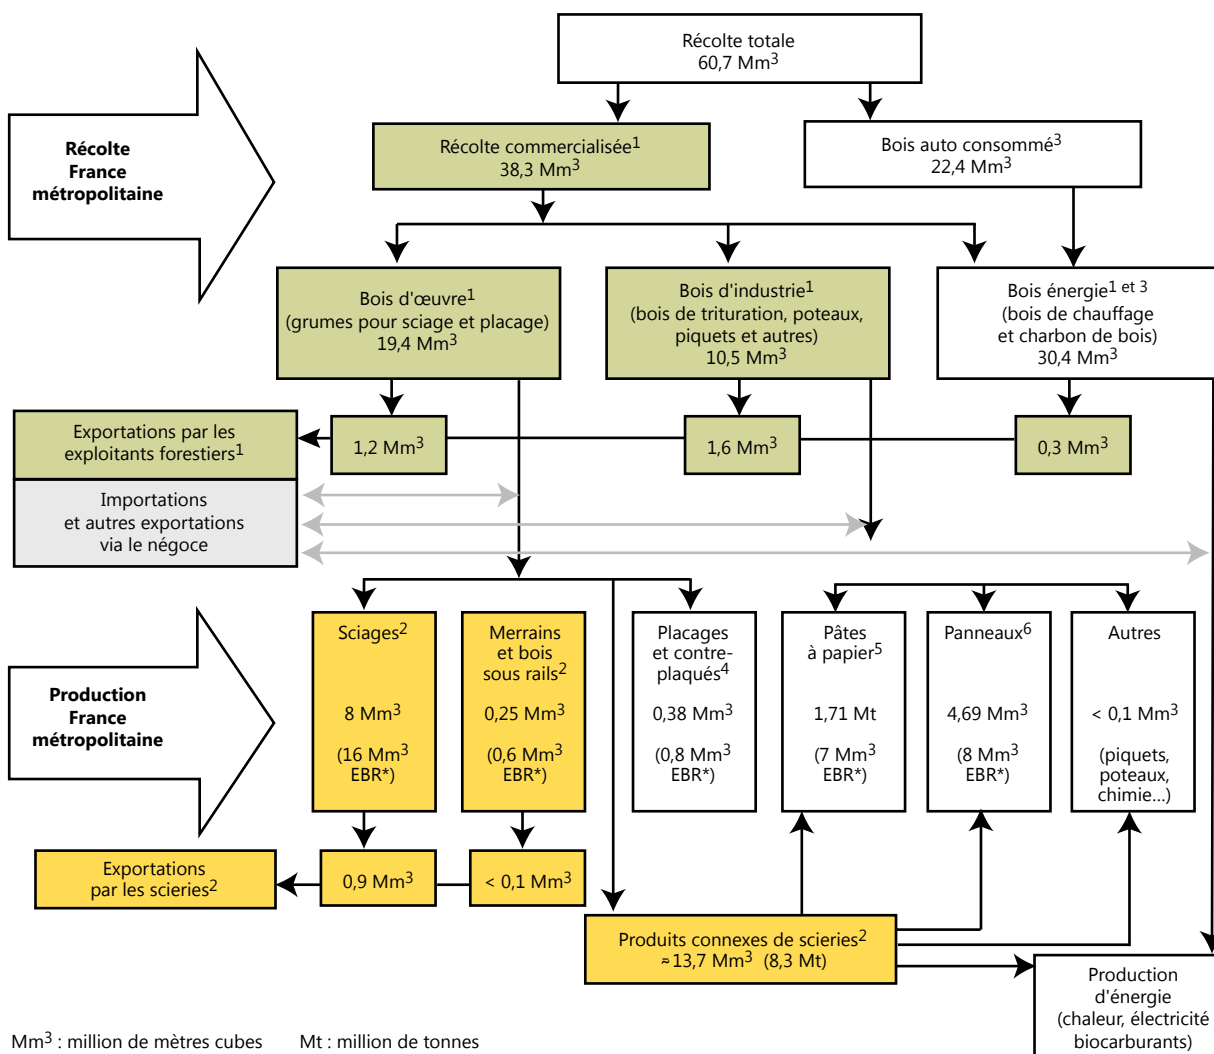 Récolte totale
60,7 Mm³
Récolte
France
métropolitaine
Récolte commercialisée¹
38,3 Mm³
Bois auto consommé³
22,4 Mm³
Bois d'œuvre¹
(grumes pour sciage et placage)
19,4 Mm³
Bois d'industrie¹
(bois de trituration, poteaux,
piquets et autres)
10,5 Mm³
Bois énergie¹ ᵉᵗ ³
(bois de chauffage
et charbon de bois)
30,4 Mm³
Exportations par les
exploitants forestiers¹
1,2 Mm³
1,6 Mm³
0,3 Mm³
Importations
et autres exportations
via le négoce
Production
France
métropolitaine
Sciages²
8 Mm³
(16 Mm³
EBR*)
Merrains
et bois
sous rails²
0,25 Mm³
(0,6 Mm³
EBR*)
Placages
et contre-
plaqués⁴
0,38 Mm³
(0,8 Mm³
EBR*)
Pâtes
à papier⁵
1,71 Mt
(7 Mm³
EBR*)
Panneaux⁶
4,69 Mm³
(8 Mm³
EBR*)
Autres
< 0,1 Mm³
(piquets,
poteaux,
chimie...)
Exportations
par les scieries²
0,9 Mm³
< 0,1 Mm³
Produits connexes de scieries²
≈ 13,7 Mm³ (8,3 Mt)
Production
d'énergie
(chaleur, électricité
biocarburants)
Mm³ : million de mètres cubes Mt : million de tonnes